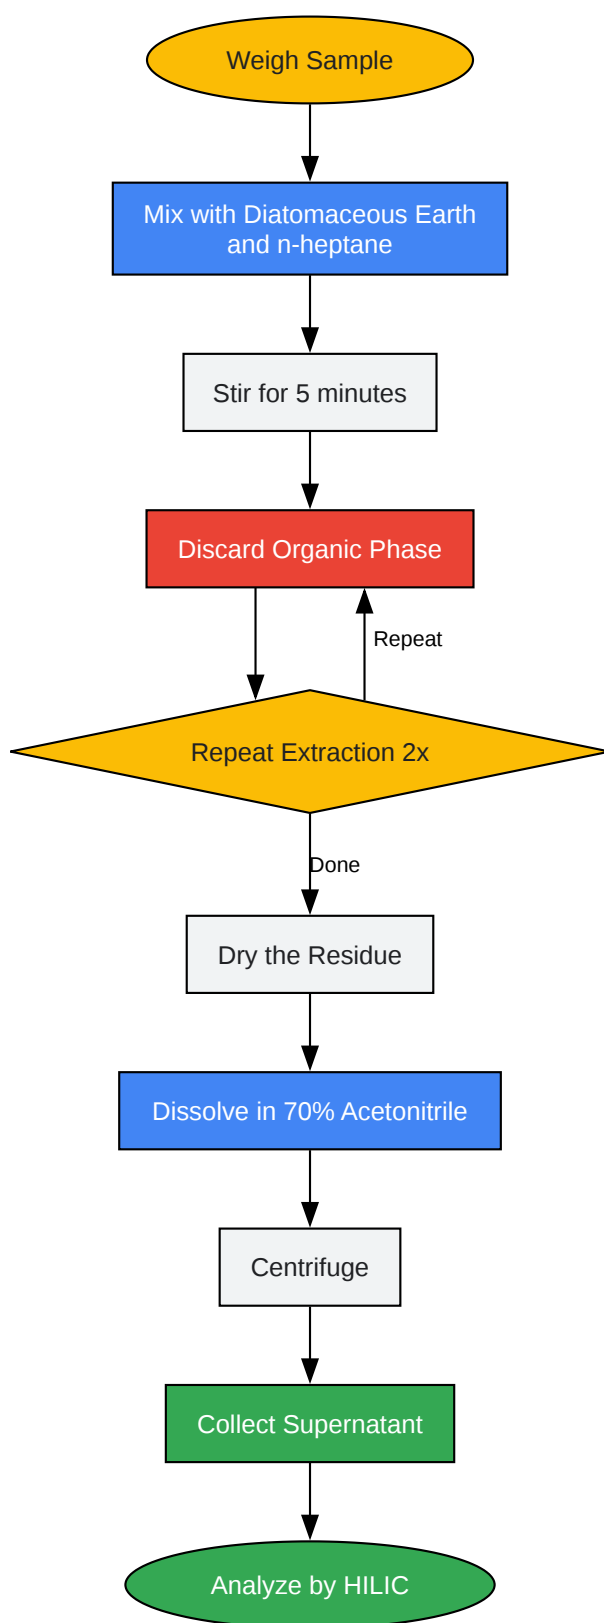 Weigh Sample
Mix with Diatomaceous Earth
and n-heptane
Stir for 5 minutes
Discard Organic Phase
Repeat
Repeat Extraction 2x
Done
Dry the Residue
Dissolve in 70% Acetonitrile
Centrifuge
Collect Supernatant
Analyze by HILIC